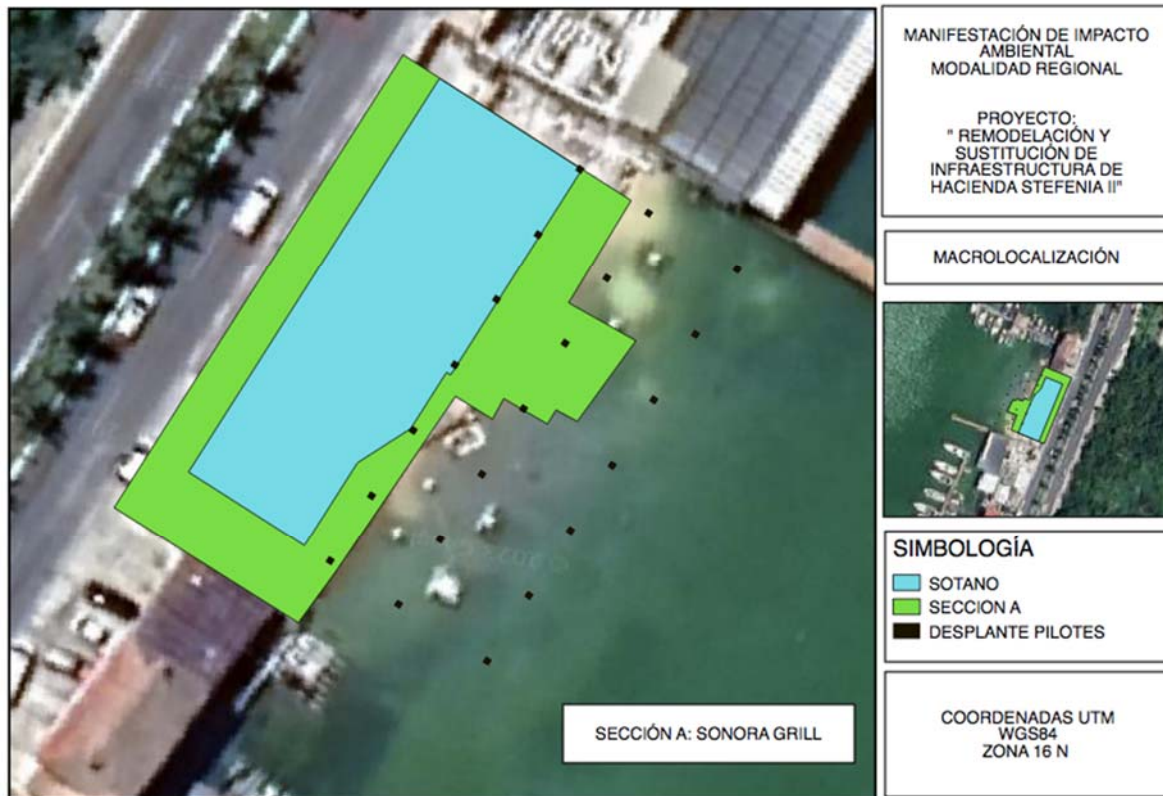 MANIFESTACIÓN DE IMPACTO
AMBIENTAL
MODALIDAD REGIONAL
PROYECTO:
" REMODELACIÓN Y
SUSTITUCIÓN DE
INFRAESTRUCTURA DE
HACIENDA STEFENIA II"
MACROLOCALIZACIÓN
SIMBOLOGÍA
SOTANO
SECCION A
DESPLANTE PILOTES
SECCIÓN A: SONORA GRILL
COORDENADAS UTM
WGS84
ZONA 16 N